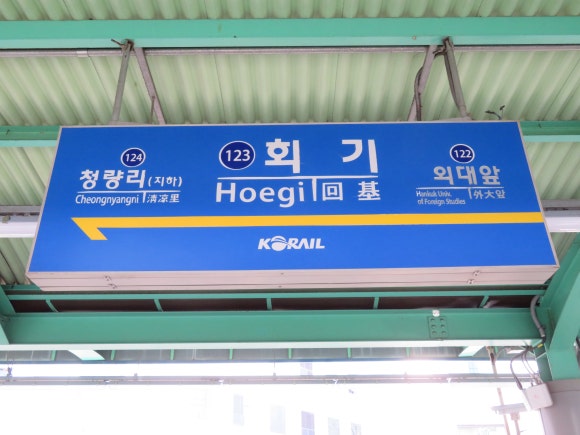 124
청량리(지하)
Cheongnyangni 淸凉里
123
회기
Hoegi 回基
122
외대앞
Hankuk Univ. of Foreign Studies 外大앞
KORAIL